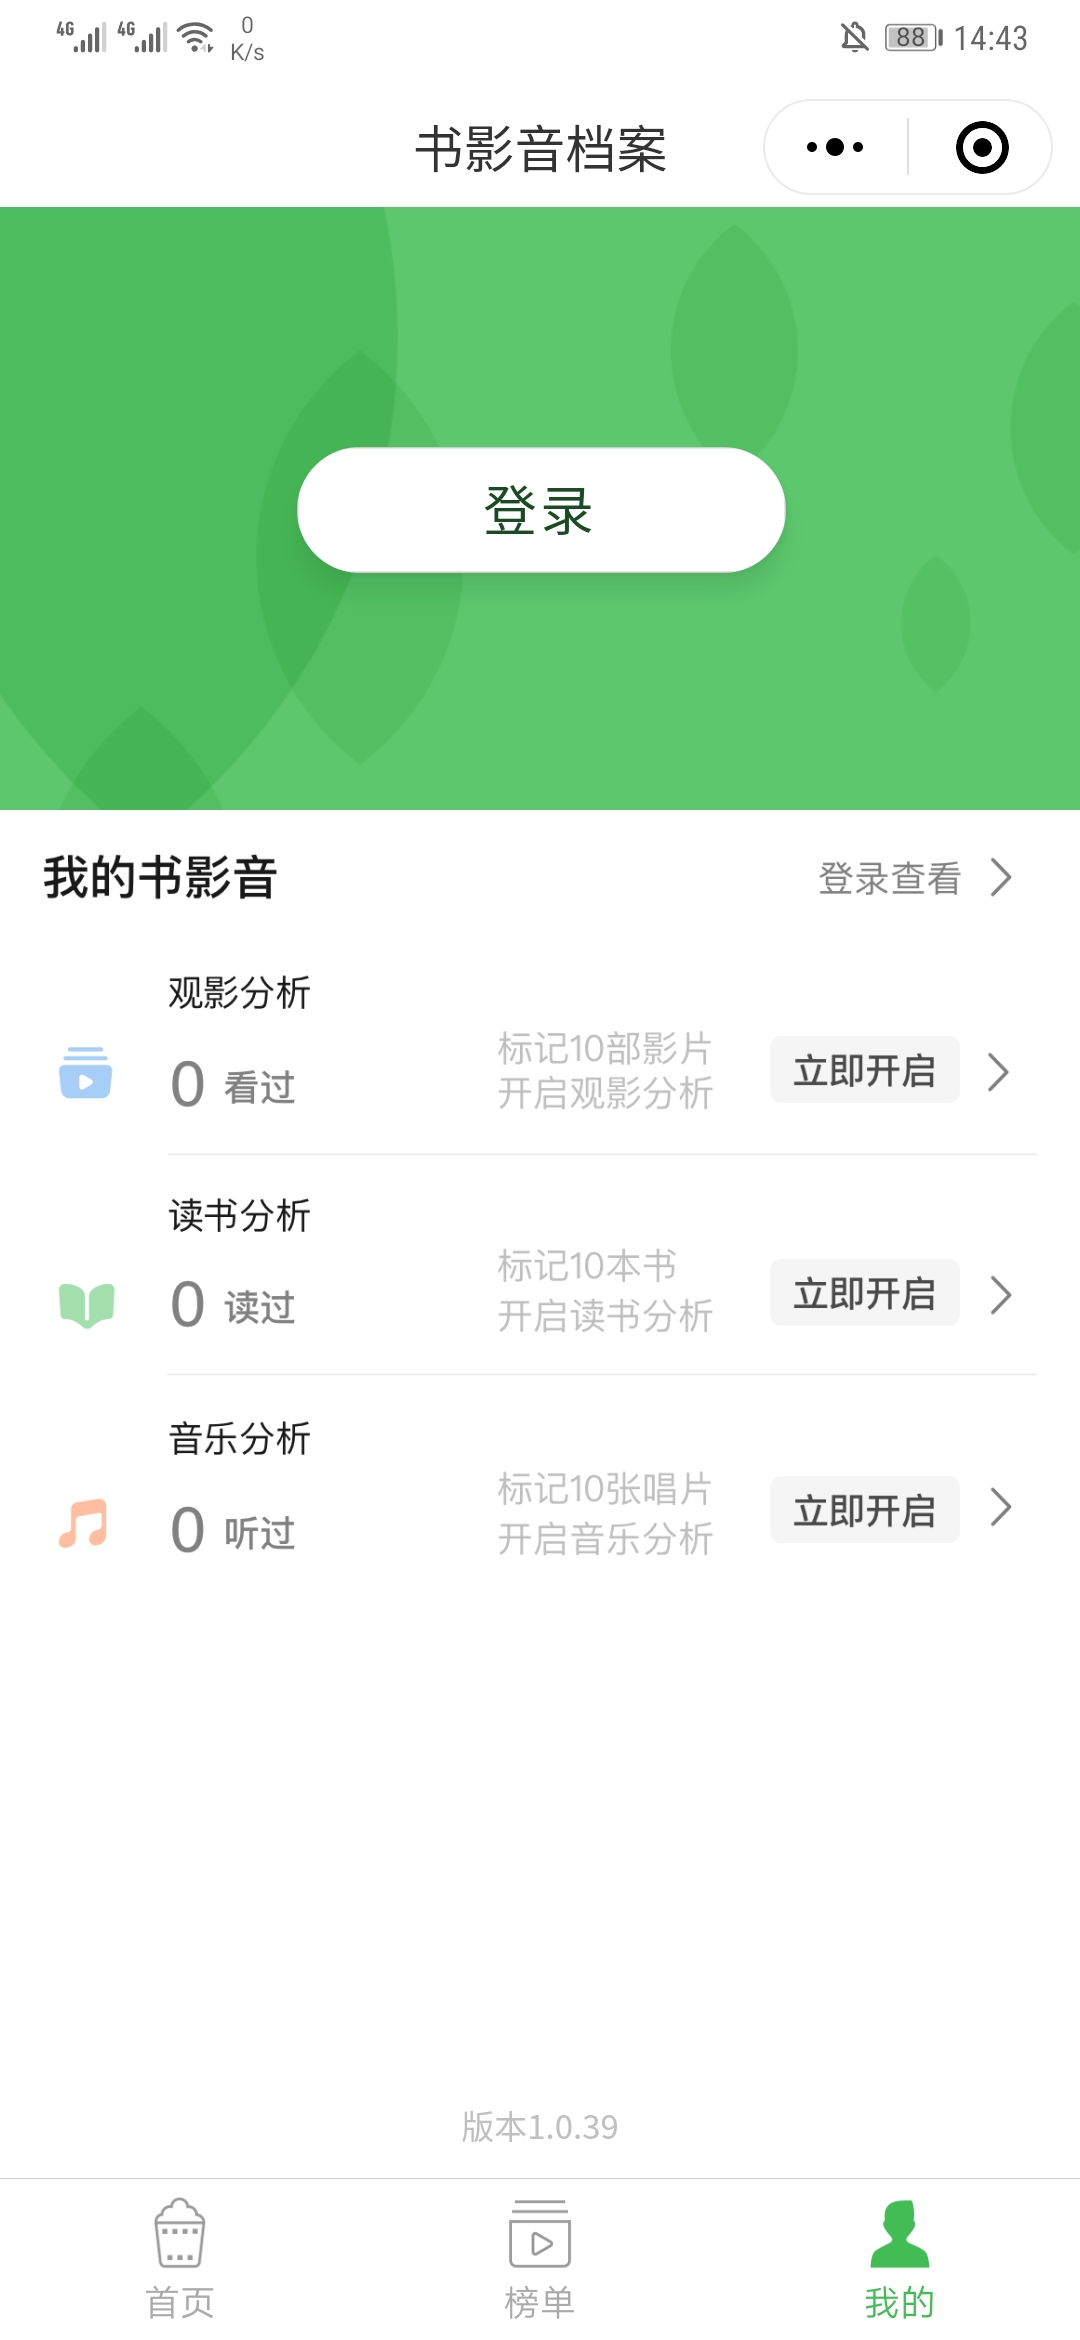 4G 4G 0 K/s 88 14:43
书影音档案
登录
我的书影音 登录查看
观影分析
0 看过
标记10部影片
开启观影分析
立即开启
读书分析
0 读过
标记10本书
开启读书分析
立即开启
音乐分析
0 听过
标记10张唱片
开启音乐分析
立即开启
版本1.0.39
首页 榜单 我的